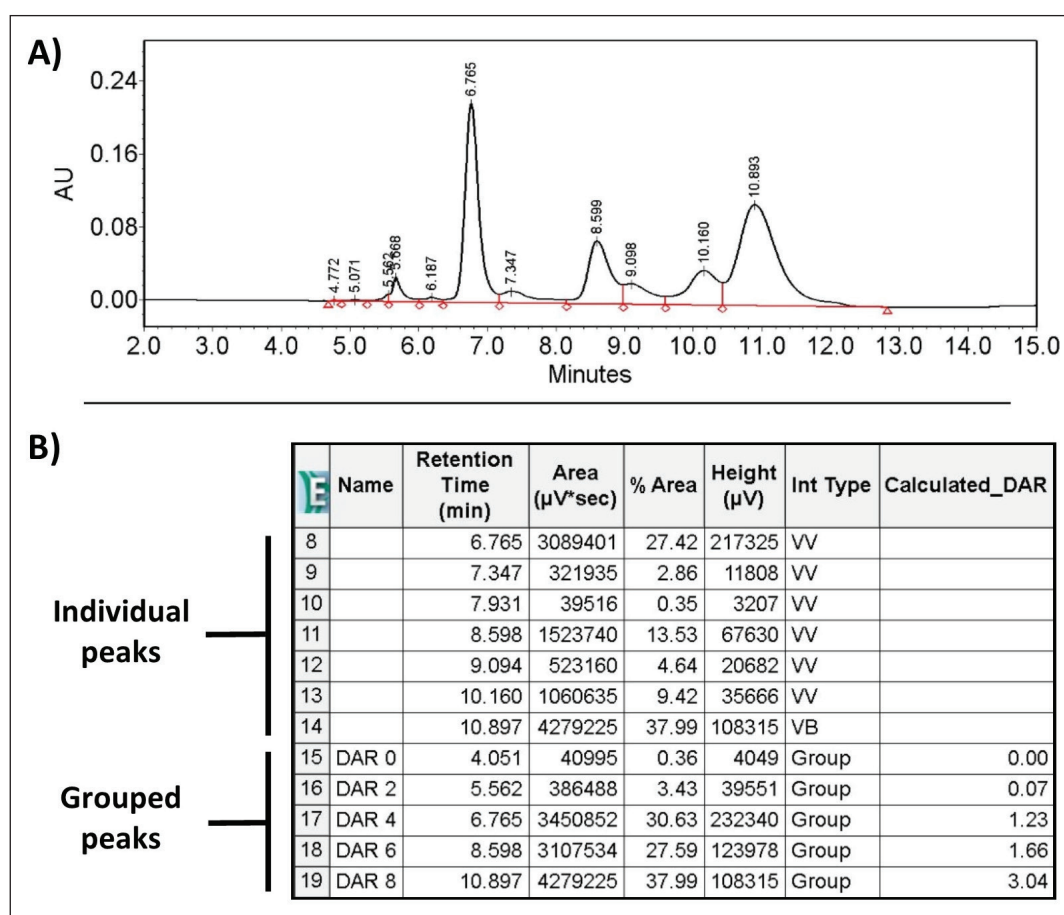 A)
0.24
0.16
0.08
0.00
AU
4.772
5.071
5.562
5.668
6.187
6.765
7.347
8.599
9.098
10.160
10.893
2.0 3.0 4.0 5.0 6.0 7.0 8.0 9.0 10.0 11.0 12.0 13.0 14.0 15.0
Minutes
B)
E Name Retention Time (min) Area (µV*sec) % Area Height (µV) Int Type Calculated_DAR
Individual peaks
8 6.765 3089401 27.42 217325 VV
9 7.347 321935 2.86 11808 VV
10 7.931 39516 0.35 3207 VV
11 8.598 1523740 13.53 67630 VV
12 9.094 523160 4.64 20682 VV
13 10.160 1060635 9.42 35666 VV
14 10.897 4279225 37.99 108315 VB
Grouped peaks
15 DAR 0 4.051 40995 0.36 4049 Group 0.00
16 DAR 2 5.562 386488 3.43 39551 Group 0.07
17 DAR 4 6.765 3450852 30.63 232340 Group 1.23
18 DAR 6 8.598 3107534 27.59 123978 Group 1.66
19 DAR 8 10.897 4279225 37.99 108315 Group 3.04